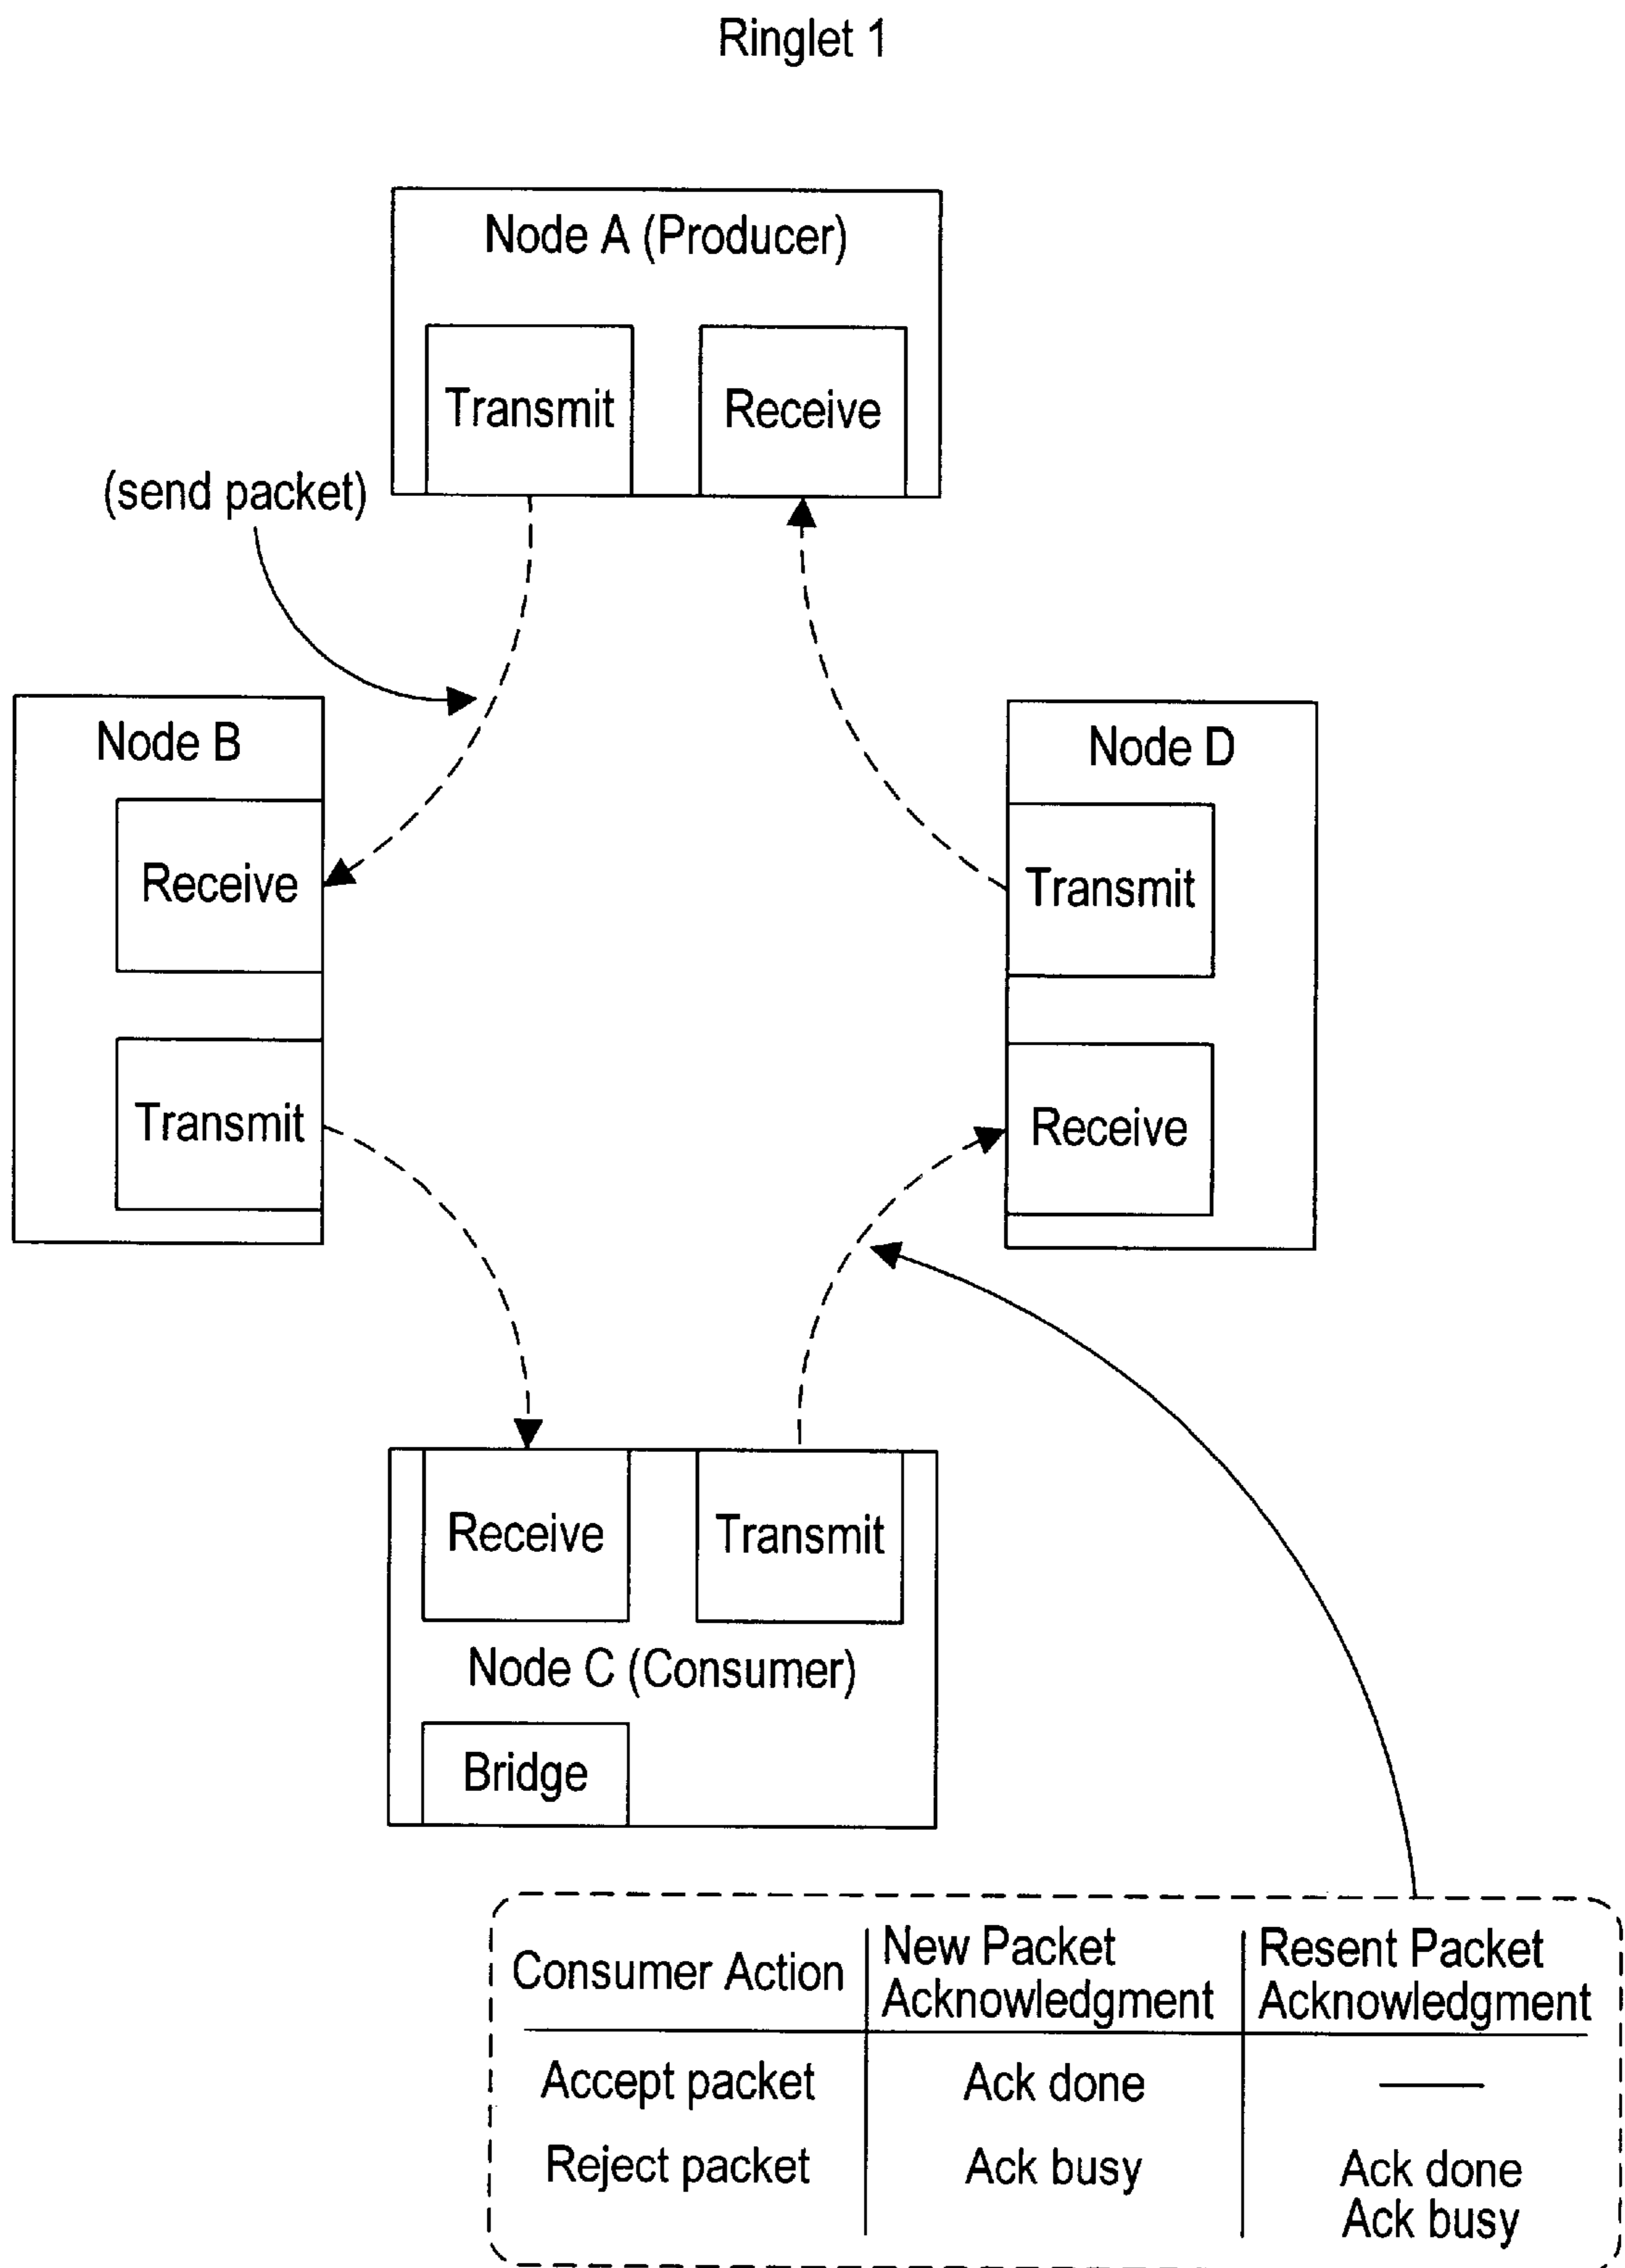 Ringlet 1
Node A (Producer)
Transmit
Receive
(send packet)
Node B
Receive
Transmit
Node D
Transmit
Receive
Receive
Transmit
Node C (Consumer)
Bridge
Consumer Action
New Packet
Acknowledgment
Resent Packet
Acknowledgment
Accept packet
Ack done
——
Reject packet
Ack busy
Ack done
Ack busy